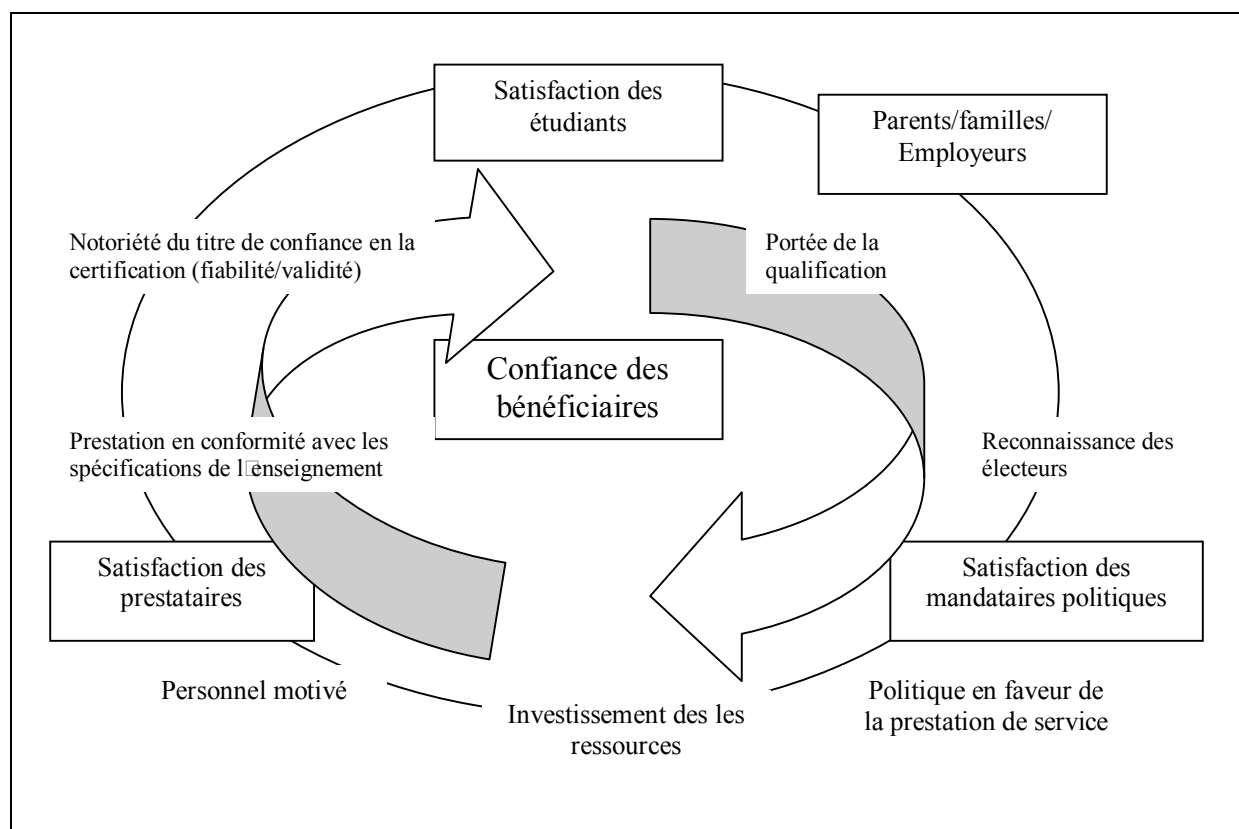 Satisfaction des
étudiants
Parents/familles/
Employeurs
Notoriété du titre de confiance en la
certification (fiabilité/validité)
Portée de la
qualification
Confiance des
bénéficiaires
Prestation en conformité avec les
spécifications de l□enseignement
Reconnaissance des
électeurs
Satisfaction des
prestataires
Satisfaction des
mandataires politiques
Personnel motivé
Investissement des les
ressources
Politique en faveur de
la prestation de service